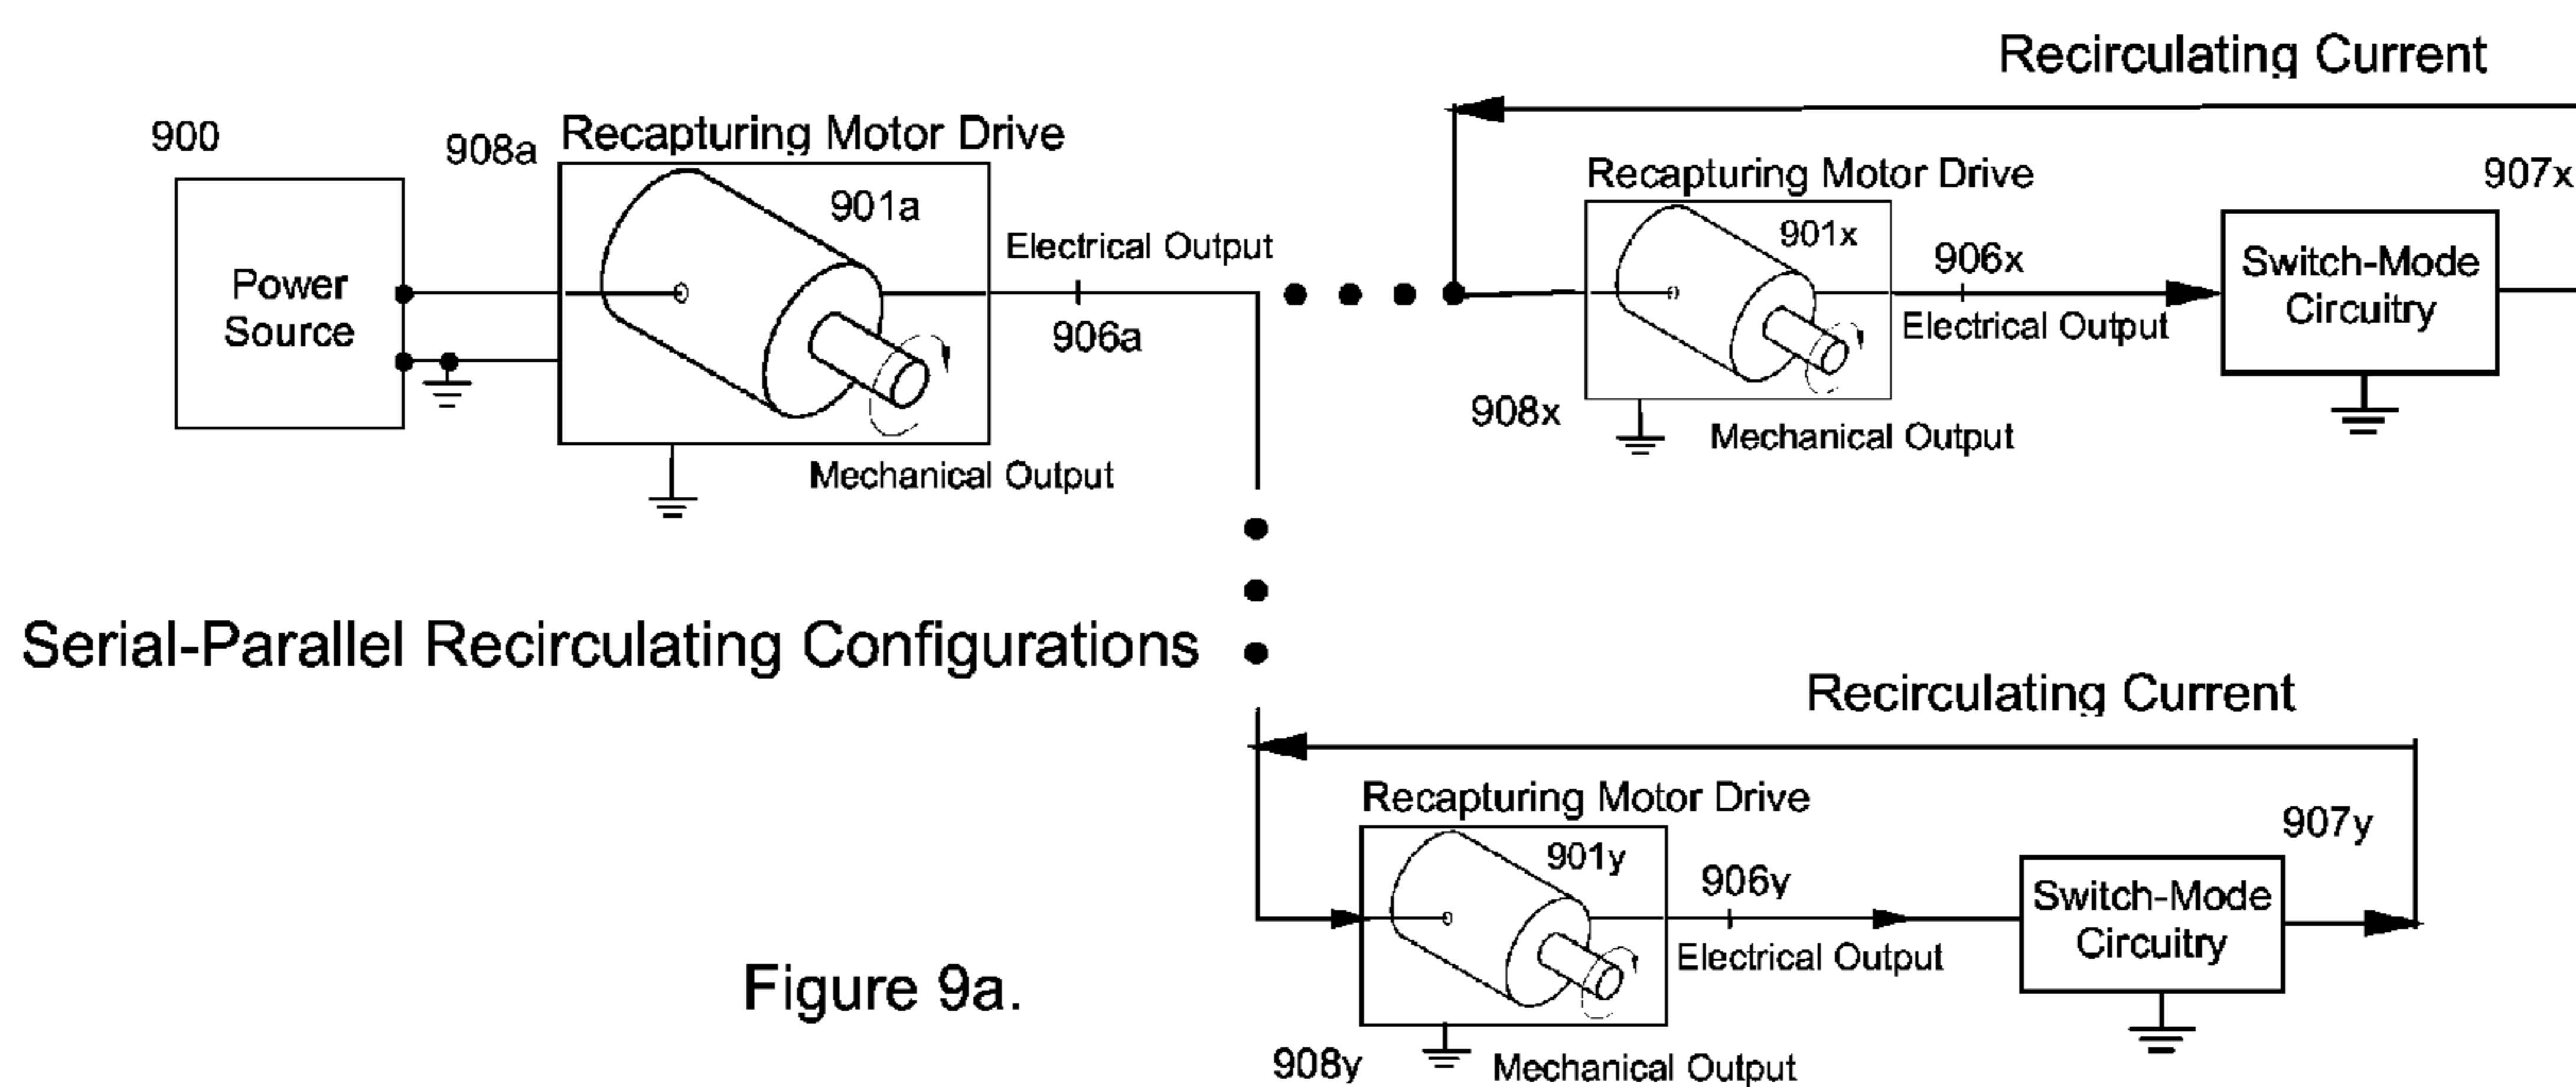 Recirculating Current
900
908a
Recapturing Motor Drive
901a
Power
Source
Electrical Output
906a
Mechanical Output
Recapturing Motor Drive
901x
906x
Electrical Output
908x
Mechanical Output
907x
Switch-Mode
Circuitry
Serial-Parallel Recirculating Configurations
Recirculating Current
Recapturing Motor Drive
901y
906y
Electrical Output
907y
Switch-Mode
Circuitry
908y
Mechanical Output
Figure 9a.